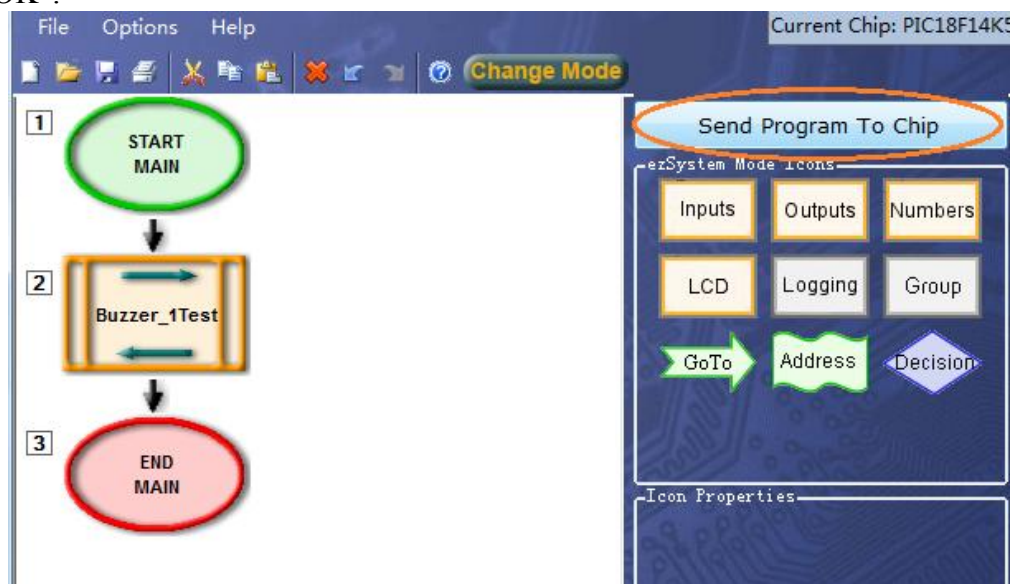 File Options Help
Current Chip: PIC18F14K5
Change Mode
1
START
MAIN
2
Buzzer_1Test
3
END
MAIN
Send Program To Chip
ezSystem Mode Icons
Inputs Outputs Numbers
LCD Logging Group
GoTo Address Decision
Icon Properties